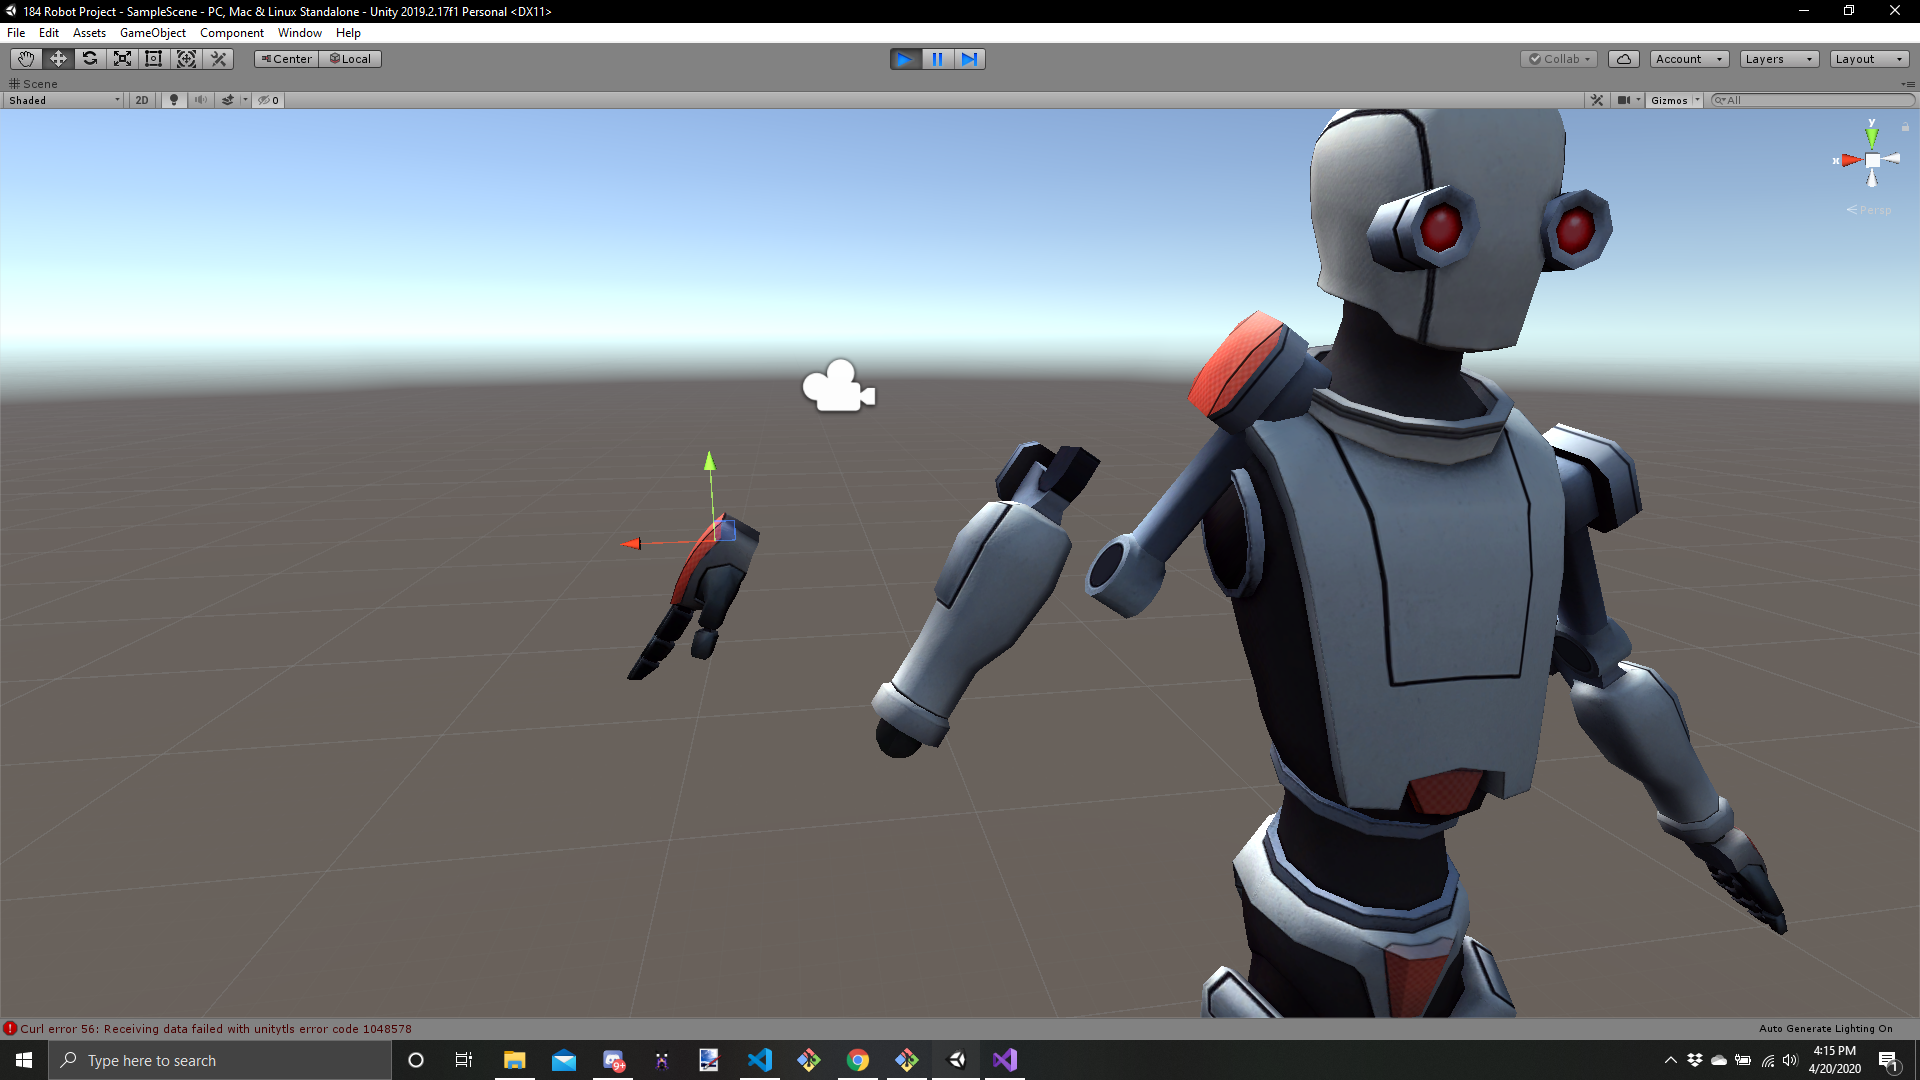 184 Robot Project - SampleScene - PC, Mac & Linux Standalone - Unity 2019.2.17f1 Personal <DX11>
File Edit Assets GameObject Component Window Help
Center Local Collab Account Layers Layout
Scene
Shaded 2D 0 Gizmos All
y
x
Persp
Curl error 56: Receiving data failed with unitytls error code 1048578 Auto Generate Lighting On
Type here to search 9+ 4:15 PM
4/20/2020 1